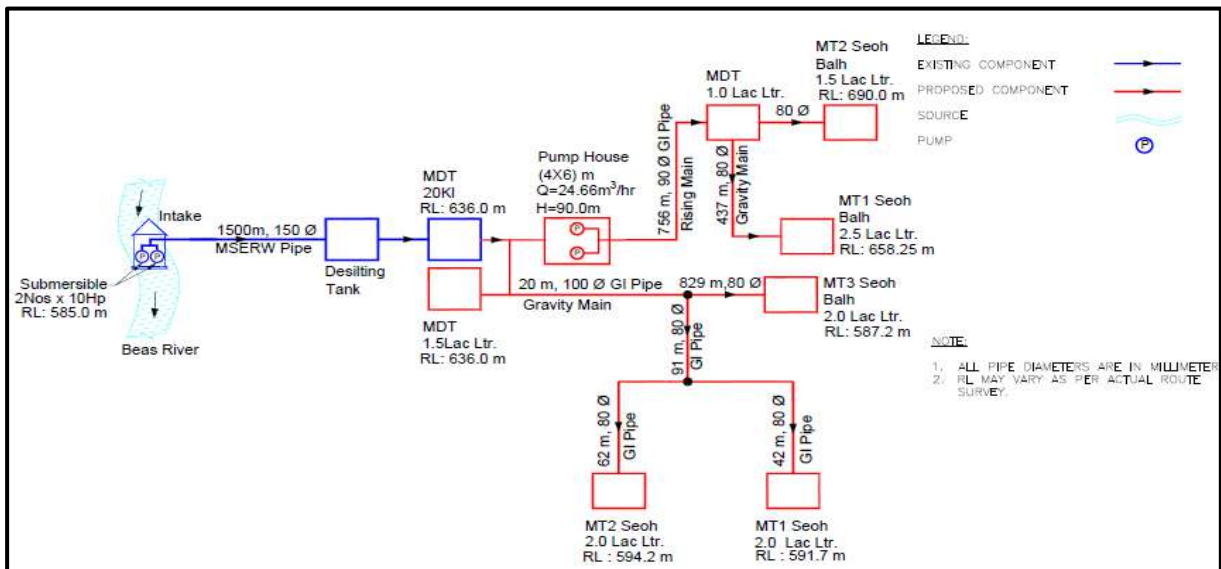 Intake
Submersible
2Nos x 10Hp
RL: 585.0 m
Beas River
P
P
1500m, 150 Ø
MSERW Pipe
Desilting
Tank
MDT
20Kl
RL: 636.0 m
MDT
1.5Lac Ltr.
RL: 636.0 m
Pump House
(4X6) m
Q=24.66m³/hr
H=90.0m
P
P
756 m, 90 Ø GI Pipe
Rising Main
MDT
1.0 Lac Ltr.
80 Ø
MT2 Seoh
Balh
1.5 Lac Ltr.
RL: 690.0 m
437 m, 80 Ø
Gravity Main
MT1 Seoh
Balh
2.5 Lac Ltr.
RL: 658.25 m
20 m, 100 Ø GI Pipe
Gravity Main
829 m,80 Ø
MT3 Seoh
Balh
2.0 Lac Ltr.
RL: 587.2 m
91 m, 80 Ø
GI Pipe
62 m, 80 Ø
GI Pipe
42 m, 80 Ø
GI Pipe
MT2 Seoh
2.0 Lac Ltr.
RL : 594.2 m
MT1 Seoh
2.0 Lac Ltr.
RL : 591.7 m
LEGEND:
EXISTING COMPONENT
PROPOSED COMPONENT
SOURCE
PUMP
P
NOTE:
1. ALL PIPE DIAMETERS ARE IN MILLIMETER
2. RL MAY VARY AS PER ACTUAL ROUTE
SURVEY.